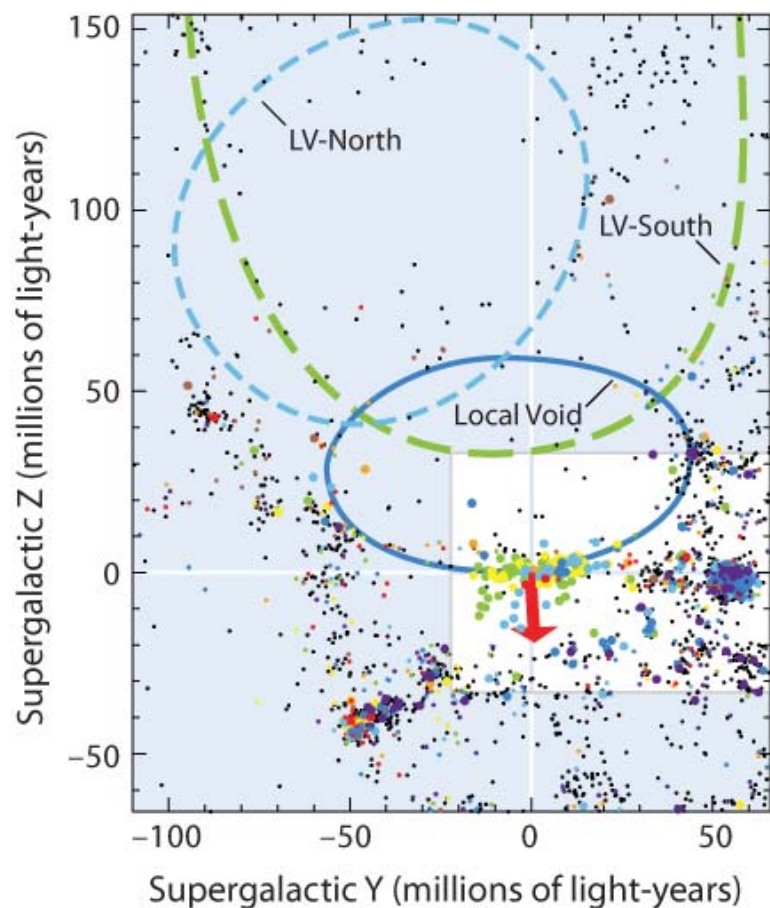 150
LV-North
100
LV-South
50
Local Void
0
−50
−100
−50
0
50
Supergalactic Z (millions of light-years)
Supergalactic Y (millions of light-years)